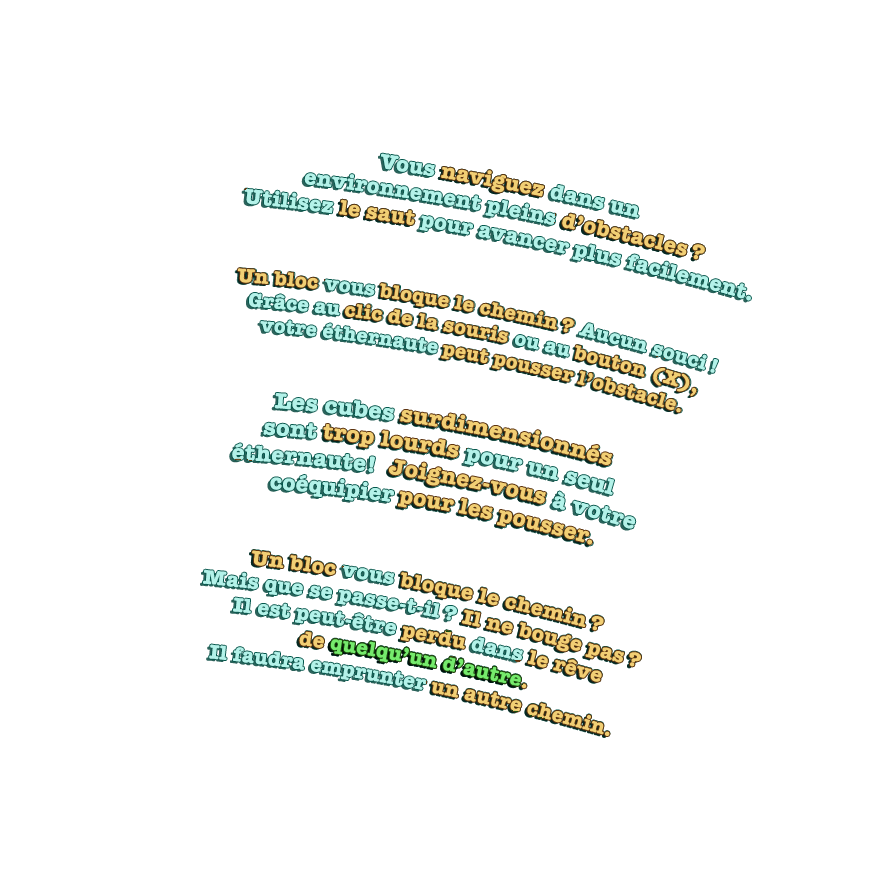 Vous naviguez dans un
environnement pleins d'obstacles ?
Utilisez le saut pour avancer plus facilement.
Un bloc vous bloque le chemin ? Aucun souci !
Grâce au clic de la souris ou au bouton (X),
votre éthernaute peut pousser l'obstacle.
Les cubes surdimensionnés
sont trop lourds pour un seul
éthernaute! Joignez-vous à votre
coéquipier pour les pousser.
Un bloc vous bloque le chemin ?
Mais que se passe-t-il ? Il ne bouge pas ?
Il est peut-être perdu dans le rêve
de quelqu'un d'autre.
Il faudra emprunter un autre chemin.